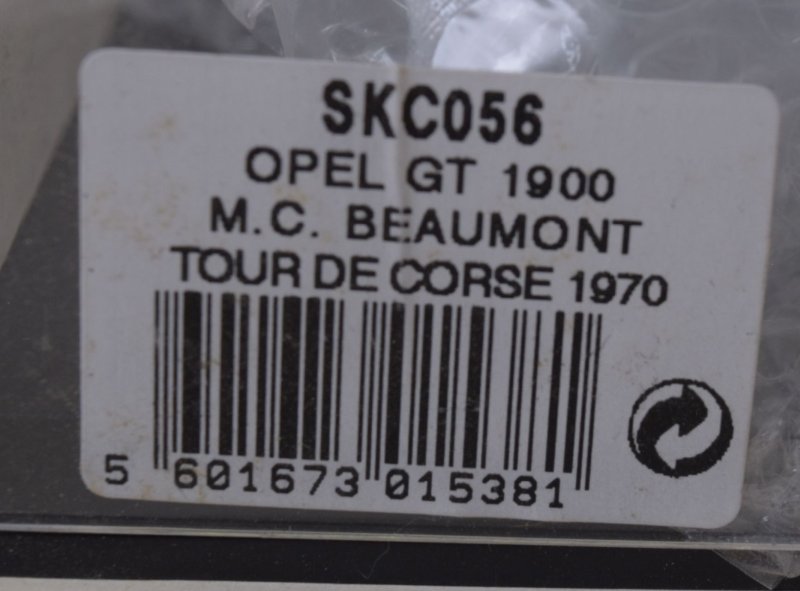 SKC056
OPEL GT 1900
M.C. BEAUMONT
TOUR DE CORSE 1970
5 601673 015381